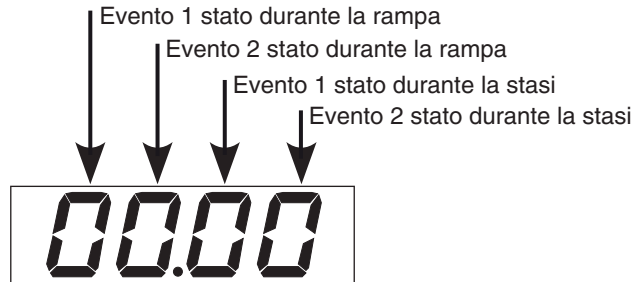 Evento 1 stato durante la rampa
Evento 2 stato durante la rampa
Evento 1 stato durante la stasi
Evento 2 stato durante la stasi
00.00